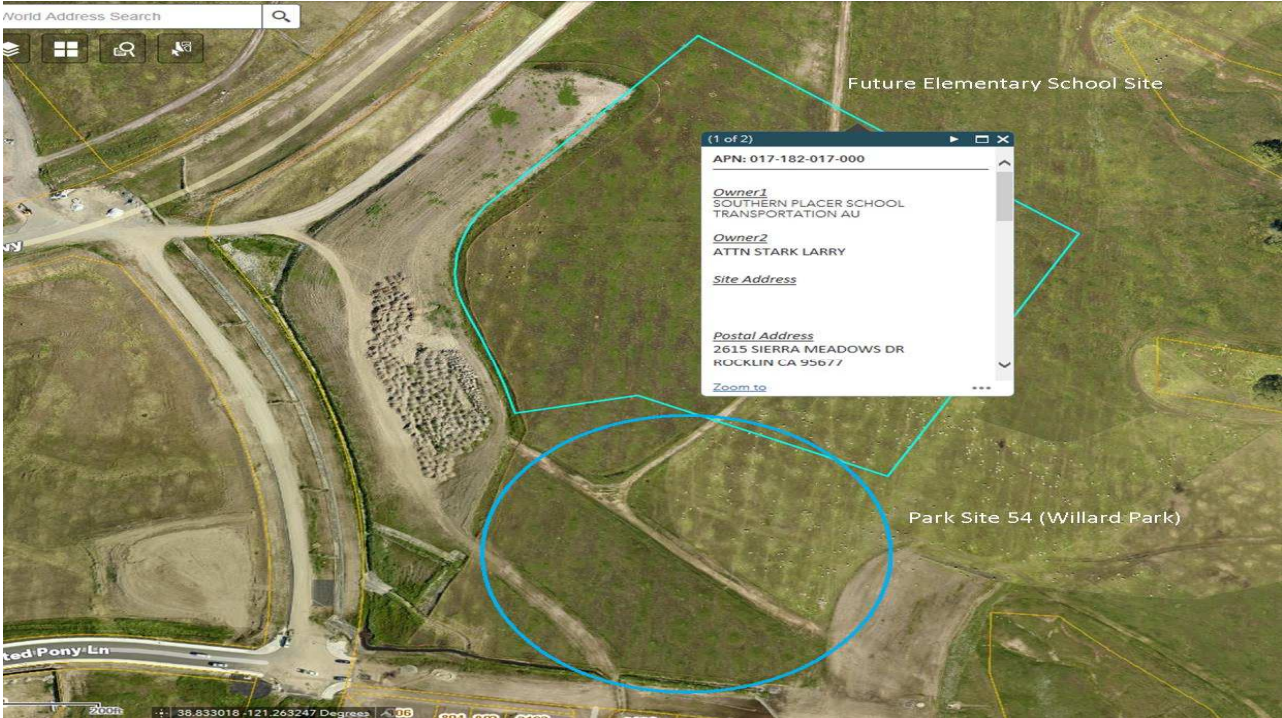 World Address Search
Future Elementary School Site
(1 of 2)
APN: 017-182-017-000
Owner1
SOUTHERN PLACER SCHOOL
TRANSPORTATION AU
Owner2
ATTN STARK LARRY
Site Address
Postal Address
2615 SIERRA MEADOWS DR
ROCKLIN CA 95677
Zoom to
Park Site 54 (Willard Park)
ted Pony Ln
200ft
38.833018 -121.263247 Degrees